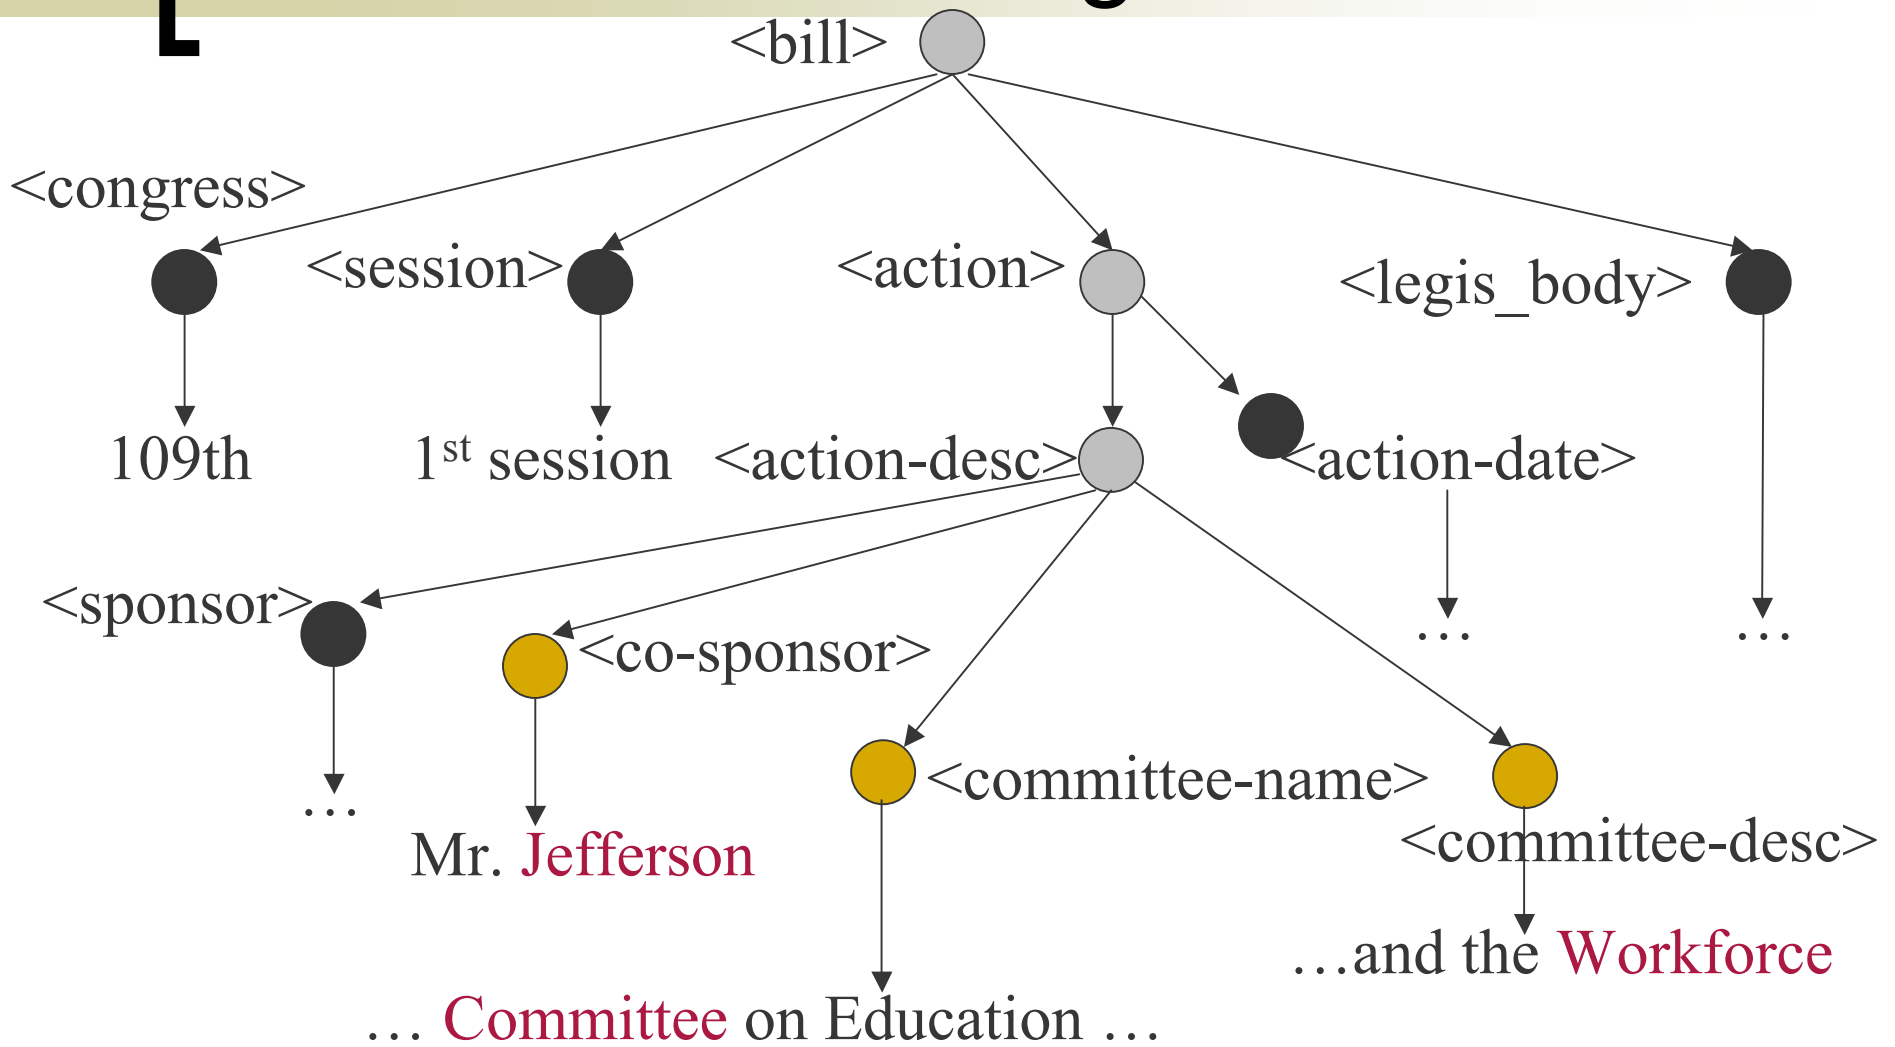 <bill>
<congress>
<session>
<action>
<legis_body>
109th
1st session
<action-desc>
<action-date>
<sponsor>
<co-sponsor>
…
…
<committee-name>
…
<committee-desc>
Mr. Jefferson
…and the Workforce
… Committee on Education …